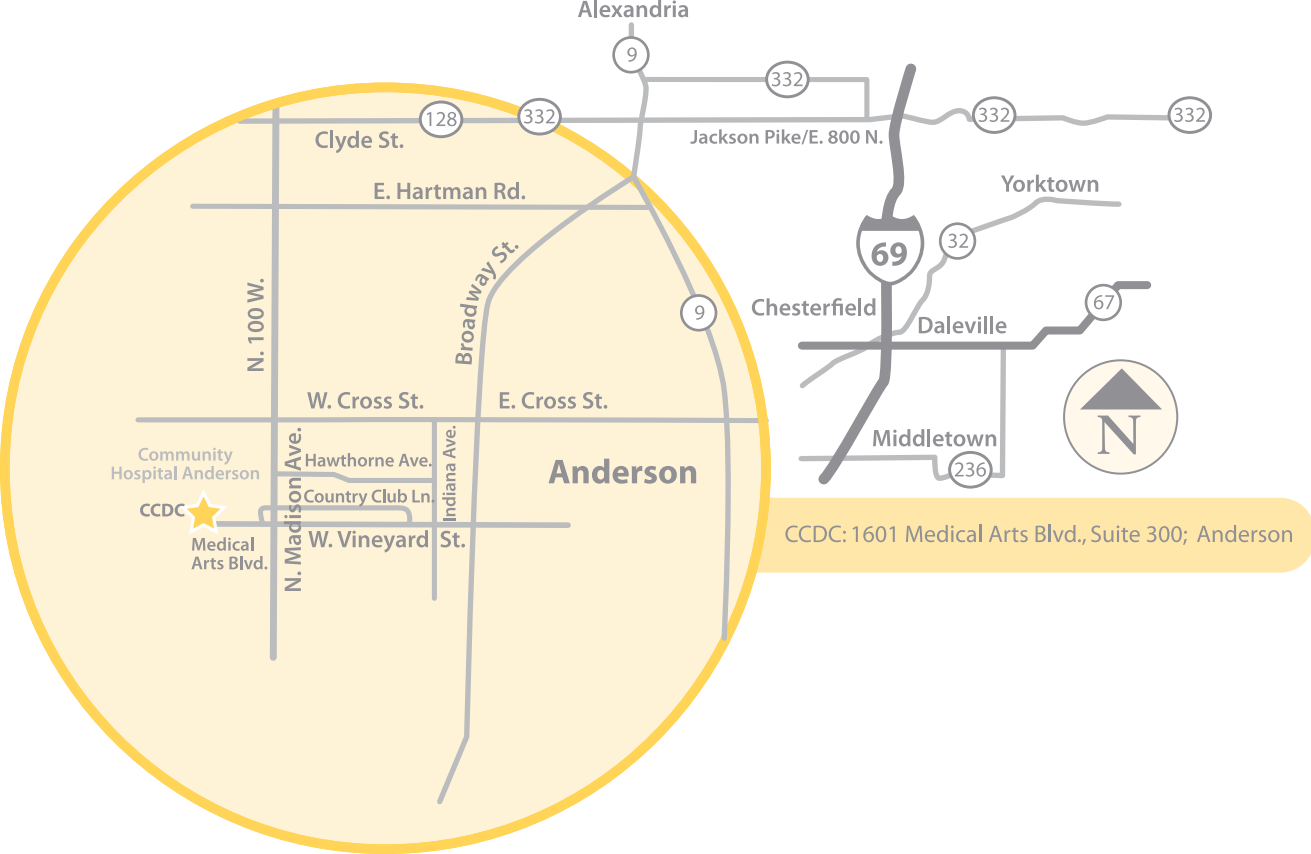 Alexandria
9
332
128
332
332
332
Clyde St.
Jackson Pike/E. 800 N.
E. Hartman Rd.
Yorktown
Broadway St.
32
69
N. 100 W.
Chesterfield
67
9
Daleville
W. Cross St.
E. Cross St.
N
Middletown
236
Community
Hospital Anderson
N. Madison Ave.
Hawthorne Ave.
Indiana Ave.
Anderson
Country Club Ln.
CCDC
W. Vineyard St.
Medical
Arts Blvd.
CCDC: 1601 Medical Arts Blvd., Suite 300; Anderson